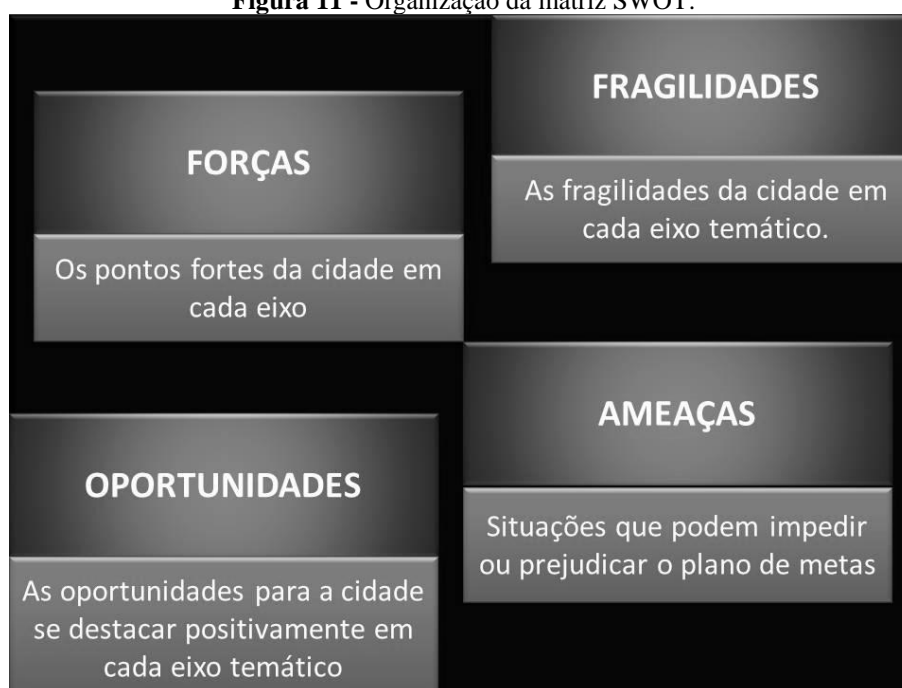 Figura 11 - Organização da matriz SWOT.
FORÇAS
Os pontos fortes da cidade em
cada eixo
FRAGILIDADES
As fragilidades da cidade em
cada eixo temático.
OPORTUNIDADES
As oportunidades para a cidade
se destacar positivamente em
cada eixo temático
AMEAÇAS
Situações que podem impedir
ou prejudicar o plano de metas